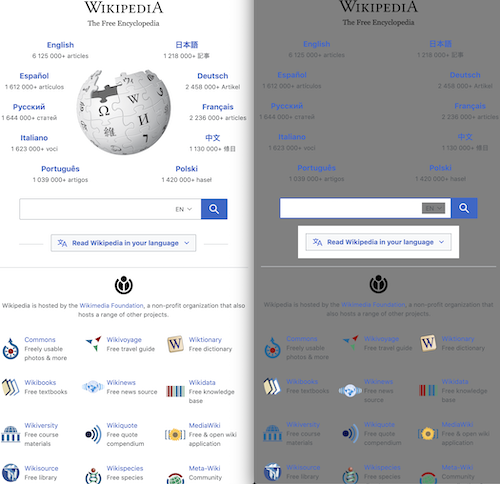 WIKIPEDIA
The Free Encyclopedia
English
6 125 000+ articles
日本語
1 218 000+ 記事
Español
1 612 000+ artículos
Deutsch
2 458 000+ Artikel
Русский
1 644 000+ статей
Français
2 236 000+ articles
Italiano
1 623 000+ voci
中文
1 130 000+ 條目
Português
1 039 000+ artigos
Polski
1 420 000+ haseł
Ω W
維 И
EN
Read Wikipedia in your language
Wikipedia is hosted by the Wikimedia Foundation, a non-profit organization that also
hosts a range of other projects.
Commons
Freely usable
photos & more
Wikivoyage
Free travel guide
W
Wiktionary
Free dictionary
Wikibooks
Free textbooks
Wikinews
Free news source
Wikidata
Free knowledge
base
Wikiversity
Free course
materials
Wikiquote
Free quote
compendium
MediaWiki
Free & open wiki
application
Wikisource
Free library
Wikispecies
Free species
Meta-Wiki
Community
WIKIPEDIA
The Free Encyclopedia
English
6 125 000+ articles
日本語
1 218 000+ 記事
Español
1 612 000+ artículos
Deutsch
2 458 000+ Artikel
Русский
1 644 000+ статей
Français
2 236 000+ articles
Italiano
1 623 000+ voci
中文
1 130 000+ 條目
Português
1 039 000+ artigos
Polski
1 420 000+ haseł
EN
Read Wikipedia in your language
Wikipedia is hosted by the Wikimedia Foundation, a non-profit organization that also
hosts a range of other projects.
Commons
Freely usable
photos & more
Wikivoyage
Free travel guide
W
Wiktionary
Free dictionary
Wikibooks
Free textbooks
Wikinews
Free news source
Wikidata
Free knowledge
base
Wikiversity
Free course
materials
Wikiquote
Free quote
compendium
MediaWiki
Free & open wiki
application
Wikisource
Free library
Wikispecies
Free species
Meta-Wiki
Community